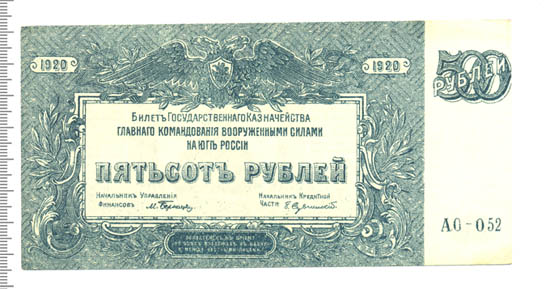 1920
1920
500
РУБЛЕЙ
БИЛЕТЪ ГОСУДАРСТВЕННАГО КАЗНАЧЕЙСТВА
ГЛАВНАГО КОМАНДОВАНІЯ ВООРУЖЕННЫМИ СИЛАМИ
НА ЮГѢ РОССІИ
ПЯТЬСОТЪ РУБЛЕЙ
НАЧАЛЬНИКЪ УПРАВЛЕНІЯ
ФИНАНСОВЪ
НАЧАЛЬНИКЪ КРЕДИТНОЙ
ЧАСТИ
АО-052